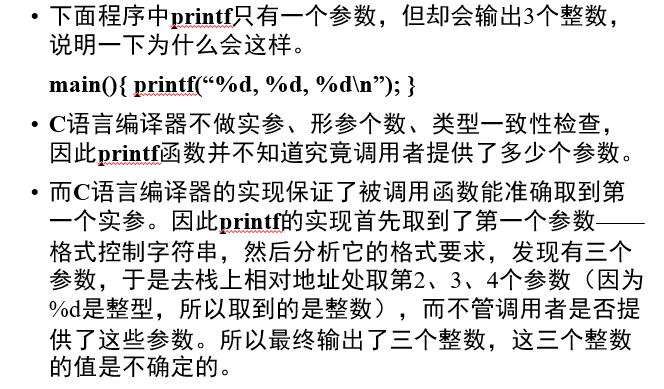 • 下面程序中printf只有一个参数，但却会输出3个整数，
说明一下为什么会这样。
main(){ printf(“%d, %d, %d\n”); }
• C语言编译器不做实参、形参个数、类型一致性检查，
因此printf函数并不知道究竟调用者提供了多少个参数。
• 而C语言编译器的实现保证了被调用函数能准确取到第
一个实参。因此printf的实现首先取到了第一个参数——
格式控制字符串，然后分析它的格式要求，发现有三个
参数，于是去栈上相对地址处取第2、3、4个参数（因为
%d是整型，所以取到的是整数），而不管调用者是否提
供了这些参数。所以最终输出了三个整数，这三个整数
的值是不确定的。